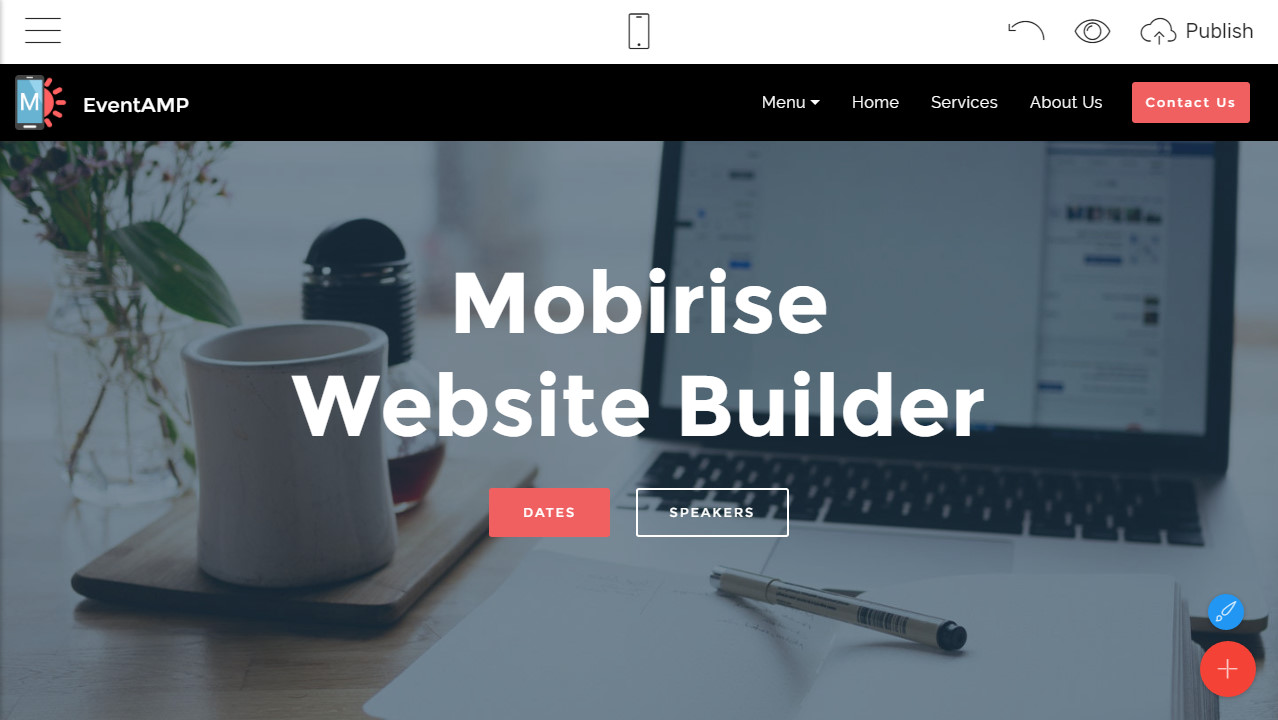 Publish
M
EventAMP
Menu
Home
Services
About Us
Contact Us
Mobirise
Website Builder
DATES
SPEAKERS